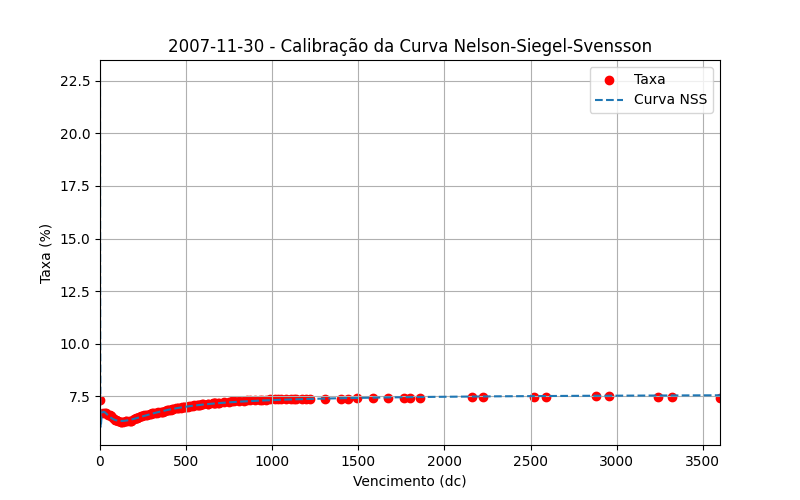 2007-11-30 - Calibração da Curva Nelson-Siegel-Svensson
Taxa
Curva NSS
Taxa (%)
22.5
20.0
17.5
15.0
12.5
10.0
7.5
0 500 1000 1500 2000 2500 3000 3500
Vencimento (dc)